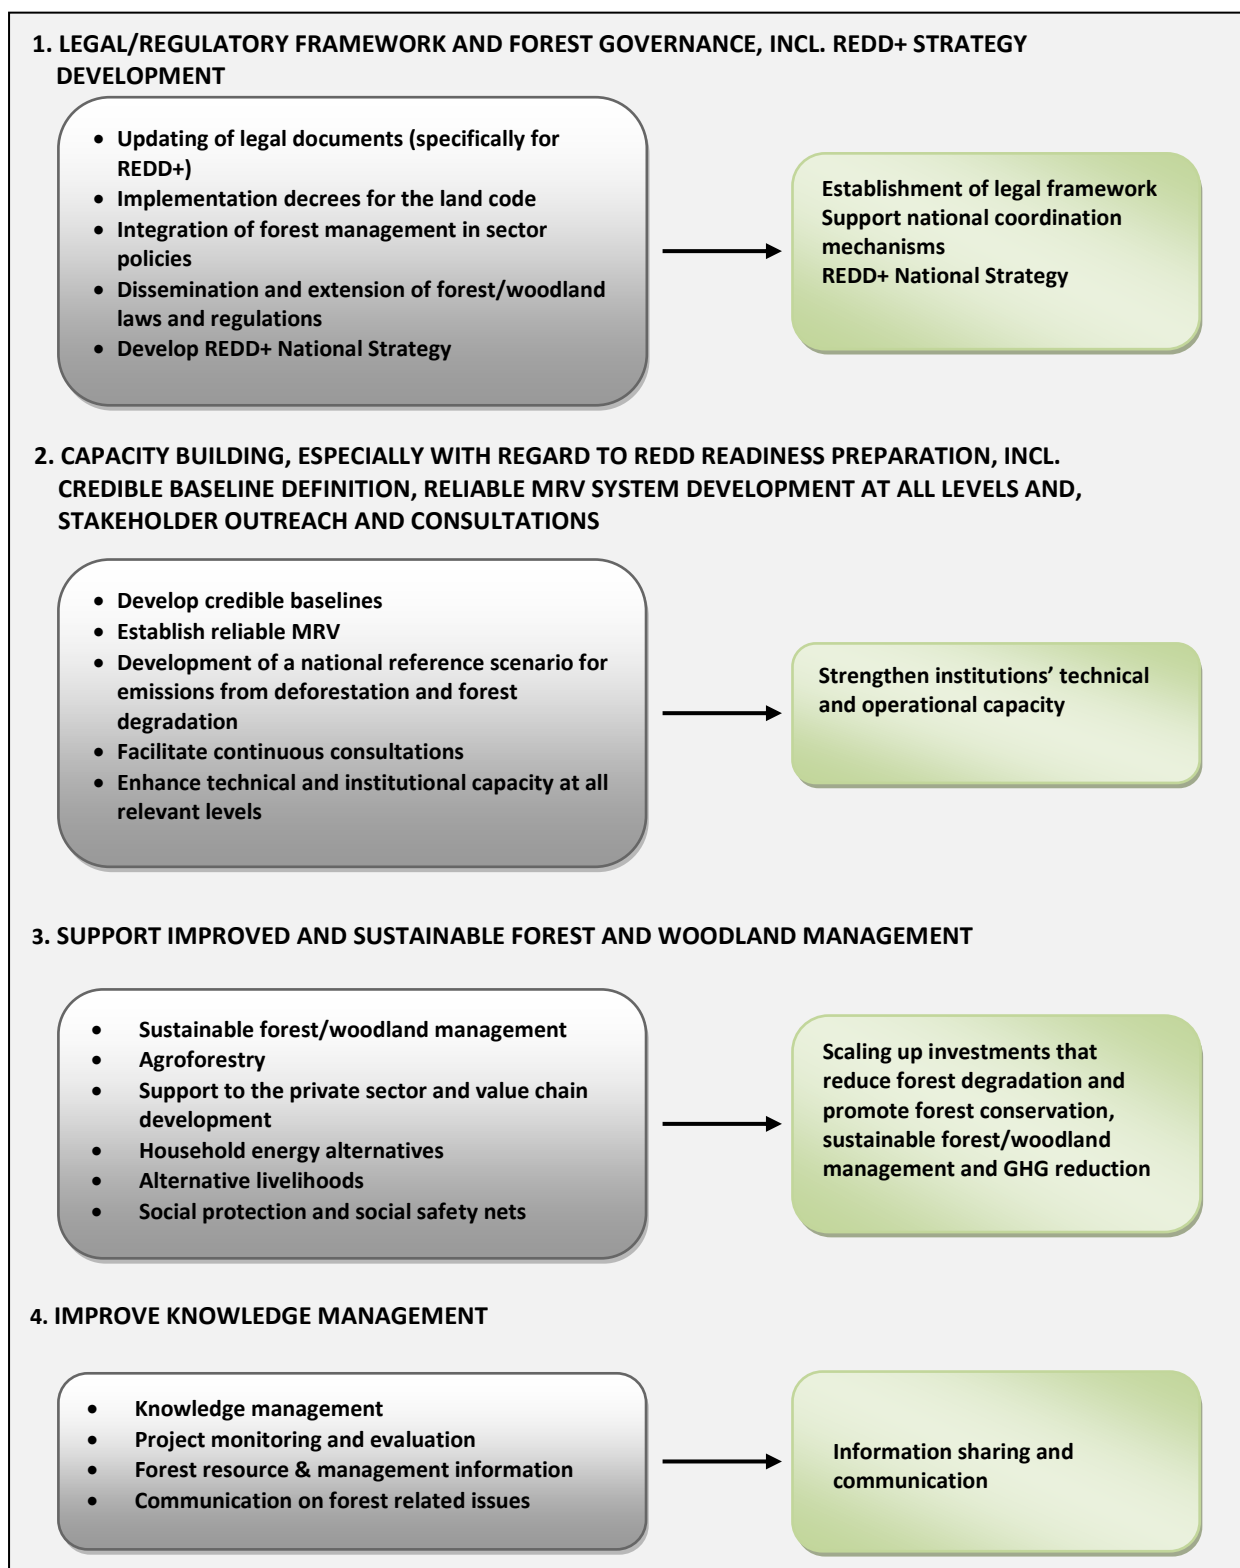 1. LEGAL/REGULATORY FRAMEWORK AND FOREST GOVERNANCE, INCL. REDD+ STRATEGY
DEVELOPMENT
• Updating of legal documents (specifically for
REDD+)
• Implementation decrees for the land code
• Integration of forest management in sector
policies
• Dissemination and extension of forest/woodland
laws and regulations
• Develop REDD+ National Strategy
Establishment of legal framework
Support national coordination
mechanisms
REDD+ National Strategy
2. CAPACITY BUILDING, ESPECIALLY WITH REGARD TO REDD READINESS PREPARATION, INCL.
CREDIBLE BASELINE DEFINITION, RELIABLE MRV SYSTEM DEVELOPMENT AT ALL LEVELS AND,
STAKEHOLDER OUTREACH AND CONSULTATIONS
• Develop credible baselines
• Establish reliable MRV
• Development of a national reference scenario for
emissions from deforestation and forest
degradation
• Facilitate continuous consultations
• Enhance technical and institutional capacity at all
relevant levels
Strengthen institutions’ technical
and operational capacity
3. SUPPORT IMPROVED AND SUSTAINABLE FOREST AND WOODLAND MANAGEMENT
• Sustainable forest/woodland management
• Agroforestry
• Support to the private sector and value chain
development
• Household energy alternatives
• Alternative livelihoods
• Social protection and social safety nets
Scaling up investments that
reduce forest degradation and
promote forest conservation,
sustainable forest/woodland
management and GHG reduction
4. IMPROVE KNOWLEDGE MANAGEMENT
• Knowledge management
• Project monitoring and evaluation
• Forest resource & management information
• Communication on forest related issues
Information sharing and
communication